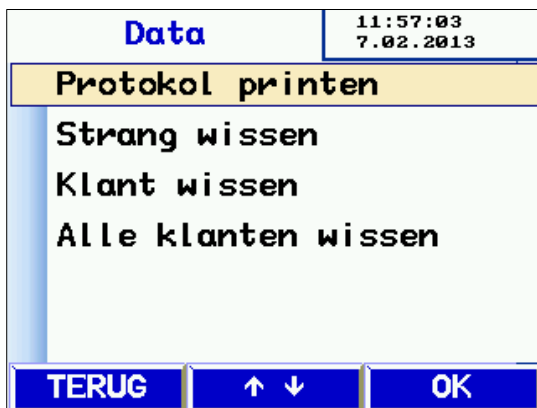 Data
11:57:03
7.02.2013
Protokol printen
Strang wissen
Klant wissen
Alle klanten wissen
TERUG ↑ ↓ OK